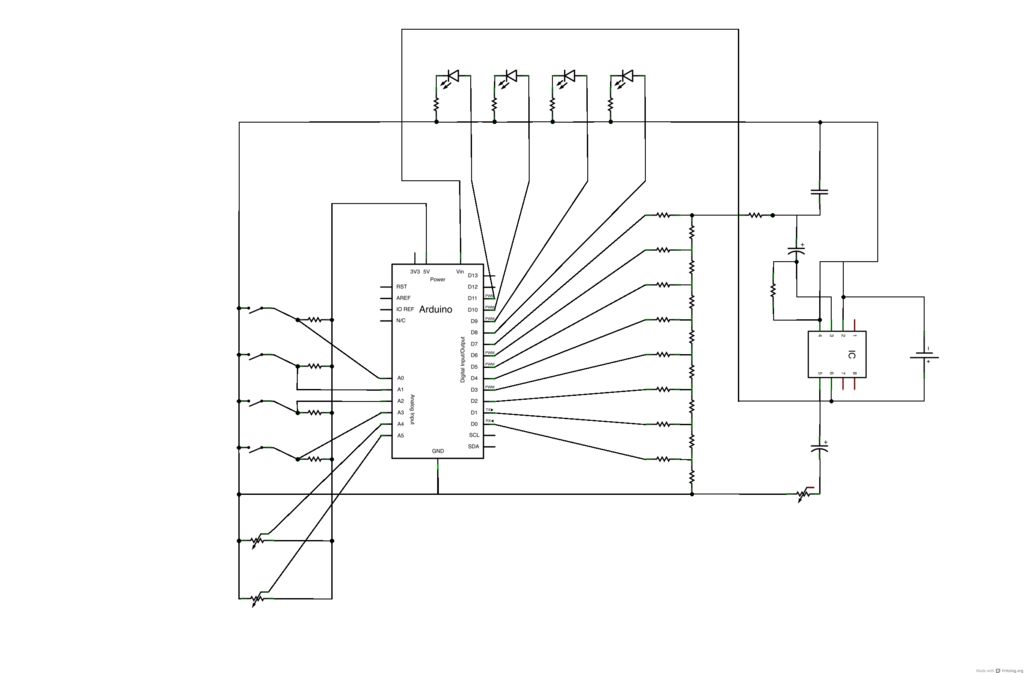 3V3 5V
Vin
Power
D13
RST
D12
AREF
D11
PWM
IO REF
Arduino
D10
PWM
N/C
D9
PWM
D8
D7
D6
PWM
D5
PWM
D4
A0
D3
PWM
A1
D2
A2
D1
A3
D0
A4
SCL
A5
SDA
GND
Digital Input/Output
Analog Input
4
3
2
1
IC
5
6
7
8
+
-
+
+
Made with Fritzing.org